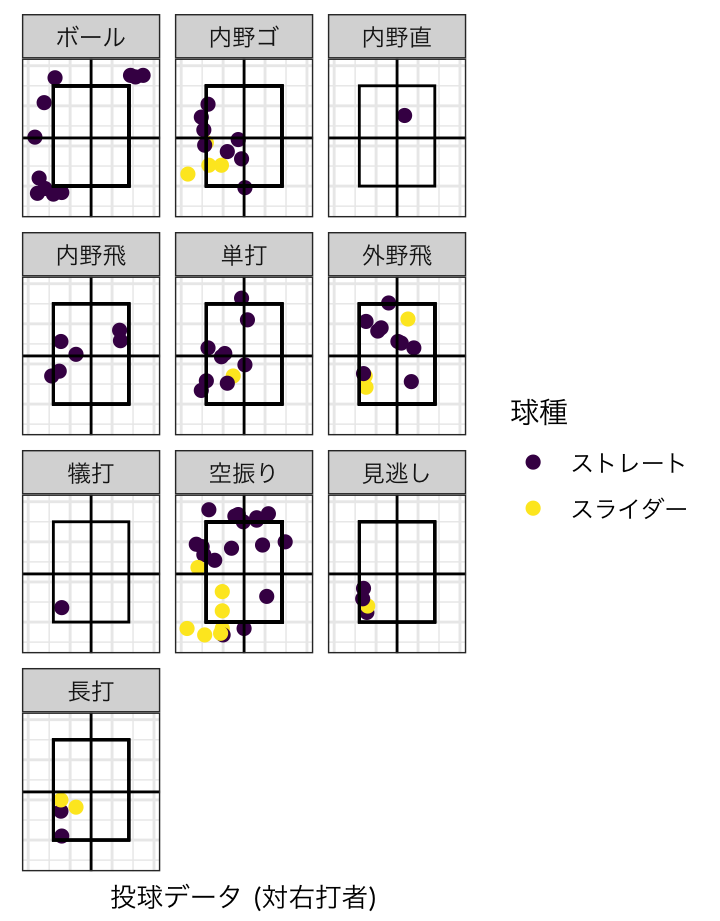 ボール
内野ゴ
内野直
内野飛
単打
外野飛
犠打
空振り
見逃し
長打
球種
ストレート
スライダー
投球データ (対右打者)